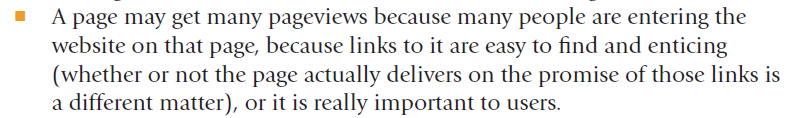 A page may get many pageviews because many people are entering the
website on that page, because links to it are easy to find and enticing
(whether or not the page actually delivers on the promise of those links is
a different matter), or it is really important to users.